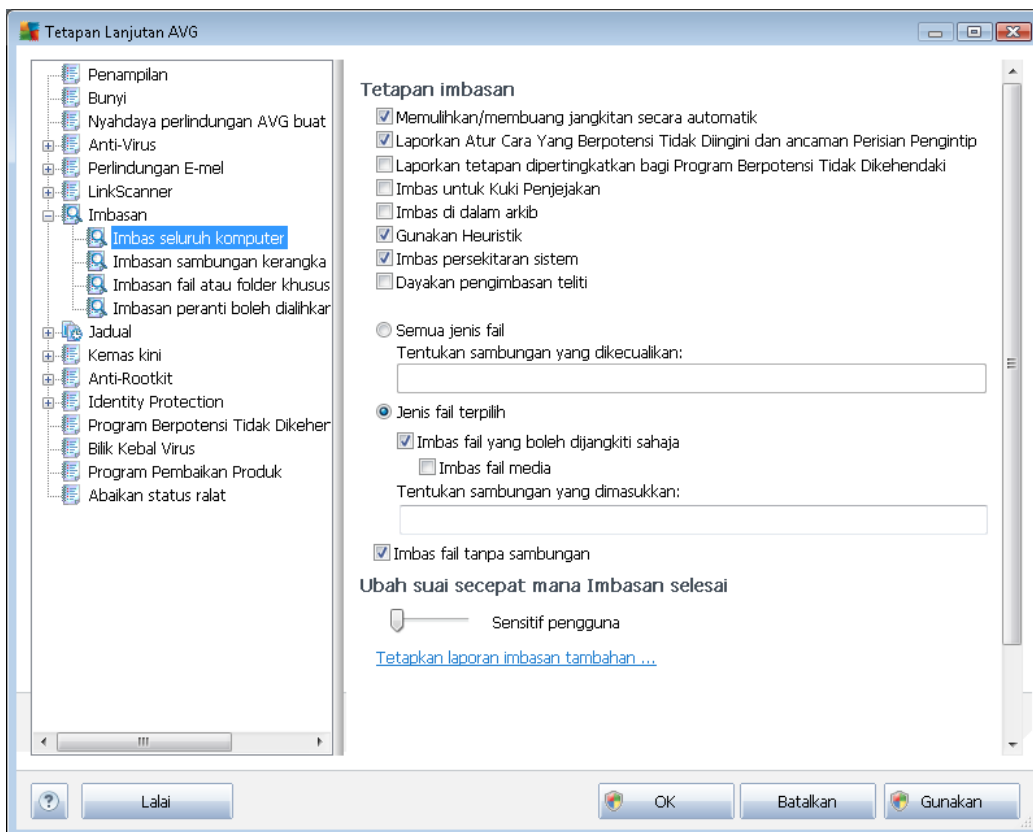 Tetapan Lanjutan AVG
Penampilan
Bunyi
Nyahdaya perlindungan AVG buat
Anti-Virus
Perlindungan E-mel
LinkScanner
Imbasan
Imbas seluruh komputer
Imbasan sambungan kerangka
Imbasan fail atau folder khusus
Imbasan peranti boleh dialihkan
Jadual
Kemas kini
Anti-Rootkit
Identity Protection
Program Berpotensi Tidak Dikeher
Bilik Kebal Virus
Program Pembaikan Produk
Abaikan status ralat
Tetapan imbasan
Memulihkan/membuang jangkitan secara automatik
Laporkan Atur Cara Yang Berpotensi Tidak Diingini dan ancaman Perisian Pengintip
Laporkan tetapan dipertingkatkan bagi Program Berpotensi Tidak Dikehendaki
Imbas untuk Kuki Penjejakan
Imbas di dalam arkib
Gunakan Heuristik
Imbas persekitaran sistem
Dayakan pengimbasan teliti
Semua jenis fail
Tentukan sambungan yang dikecualikan:
Jenis fail terpilih
Imbas fail yang boleh dijangkiti sahaja
Imbas fail media
Tentukan sambungan yang dimasukkan:
Imbas fail tanpa sambungan
Ubah suai secepat mana Imbasan selesai
Sensitif pengguna
Tetapkan laporan imbasan tambahan ...
? Lalai OK Batalkan Gunakan